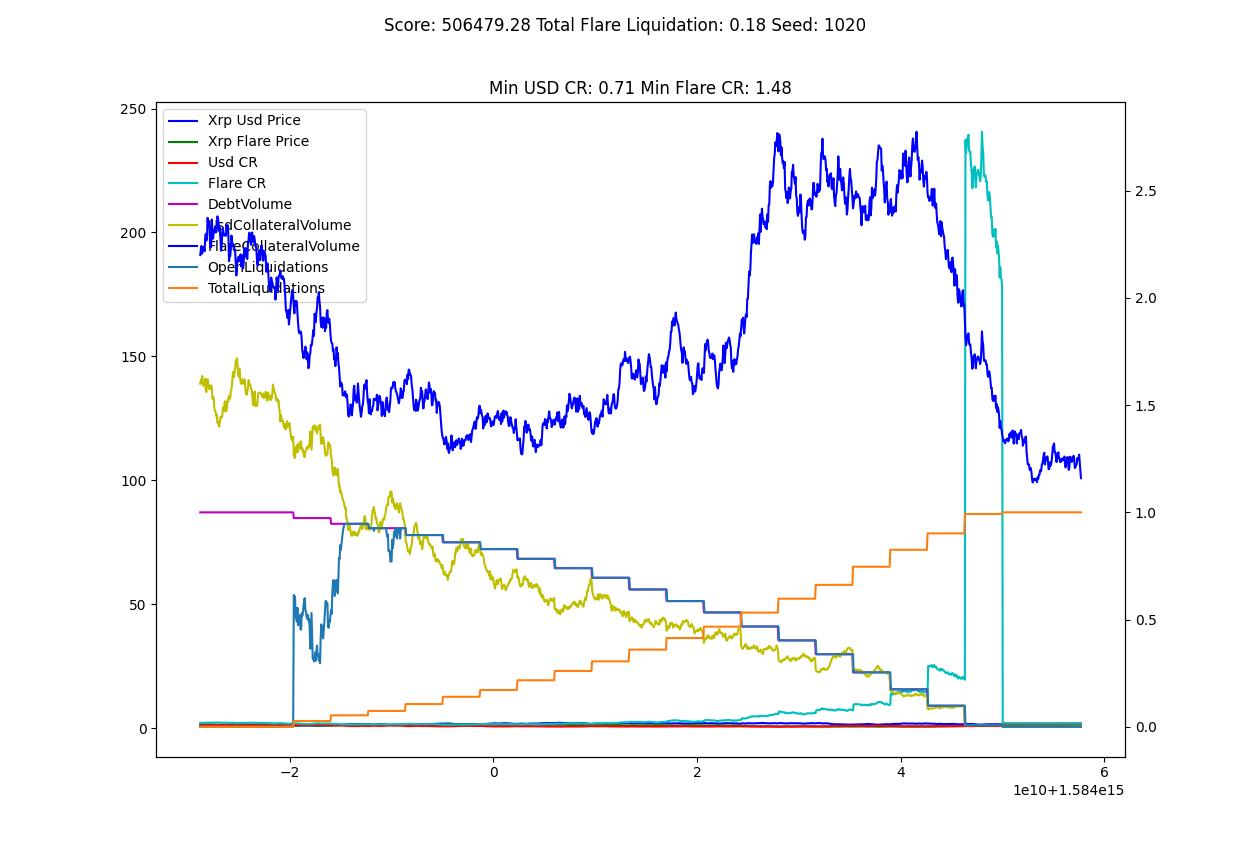 Score: 506479.28 Total Flare Liquidation: 0.18 Seed: 1020
Min USD CR: 0.71 Min Flare CR: 1.48
Xrp Usd Price
Xrp Flare Price
Usd CR
Flare CR
DebtVolume
UsdCollateralVolume
FlareCollateralVolume
OpenLiquidations
TotalLiquidations
250
200
150
100
50
0
2.5
2.0
1.5
1.0
0.5
0.0
−2
0
2
4
6
1e10+1.584e15